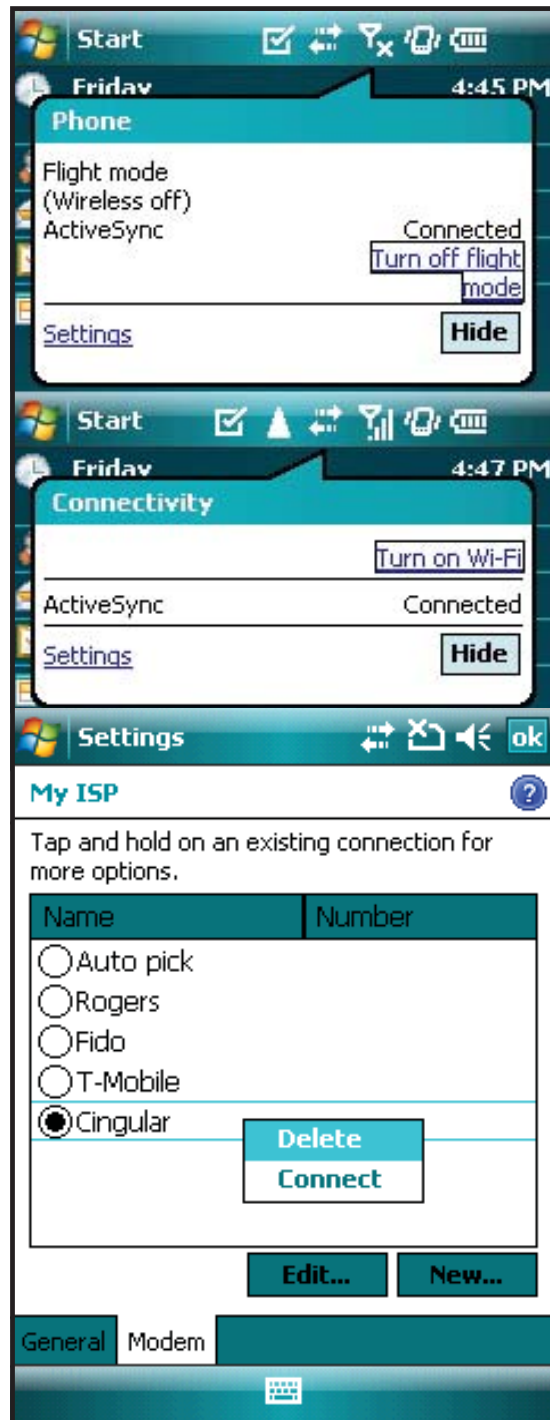 Start
Friday 4:45 PM
Phone
Flight mode
(Wireless off)
ActiveSync Connected
Turn off flight
mode
Settings Hide
Start
Friday 4:47 PM
Connectivity
Turn on Wi-Fi
ActiveSync Connected
Settings Hide
Settings ok
My ISP ?
Tap and hold on an existing connection for
more options.
Name Number
Auto pick
Rogers
Fido
T-Mobile
Cingular
Delete
Connect
Edit... New...
General Modem